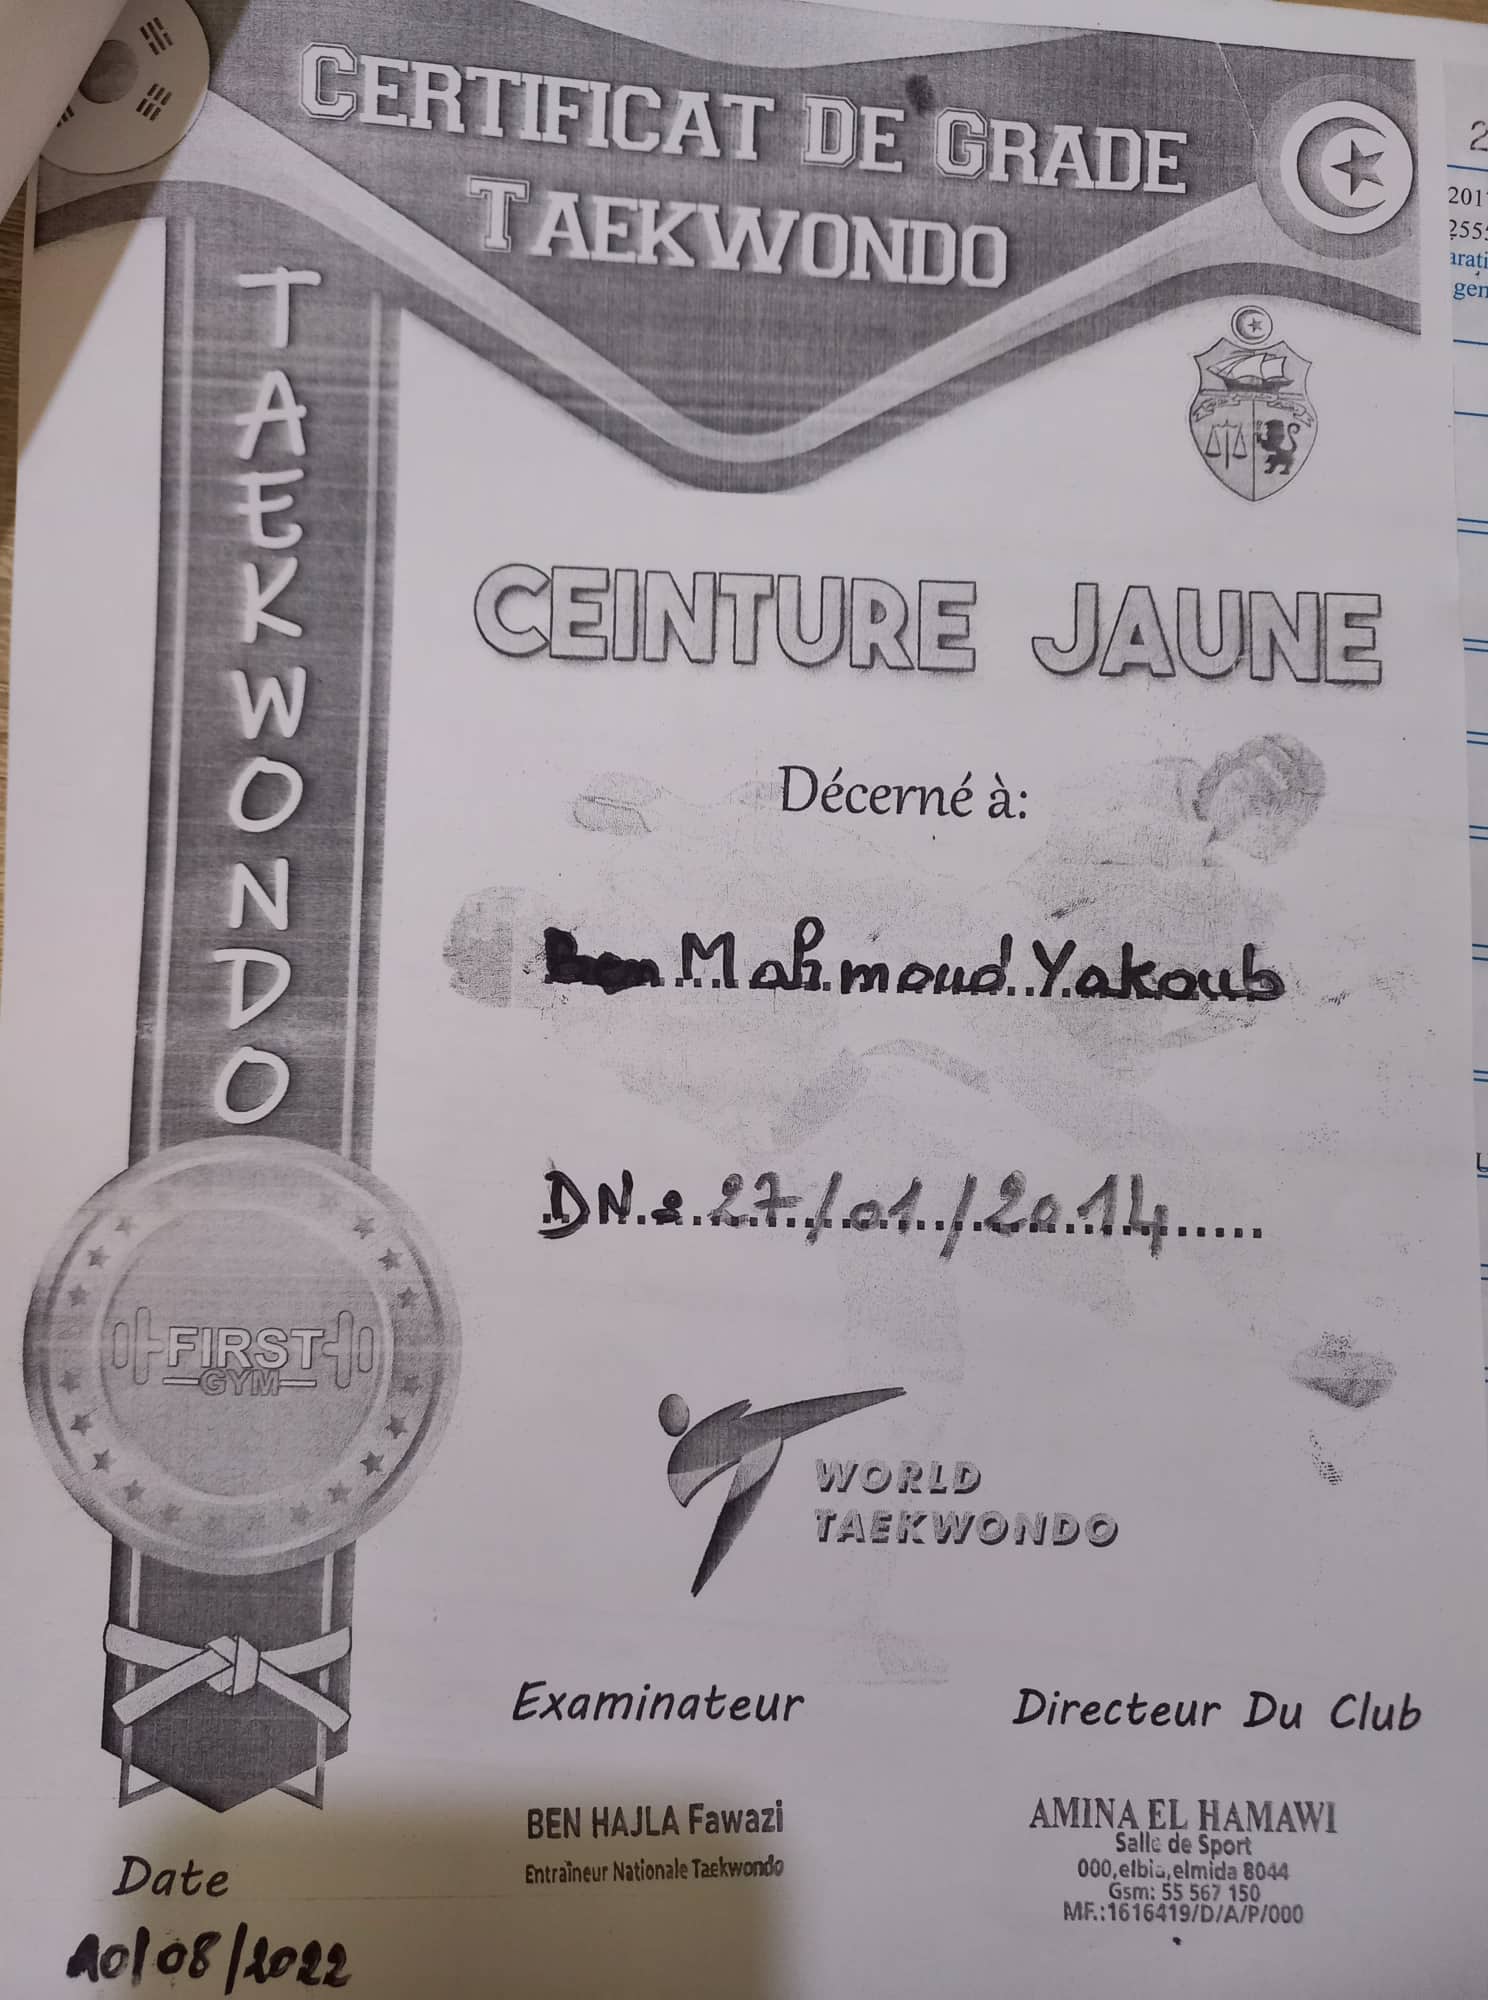 CERTIFICAT DE GRADE
TAEKWONDO
TAEKWONDO
CEINTURE JAUNE
Décerné à:
Ben Mahmoud Yakoub
DN: 27/01/2014
FIRST
GYM
WORLD
TAEKWONDO
Examinateur
Directeur Du Club
BEN HAJLA Fawazi
Entraîneur Nationale Taekwondo
AMINA EL HAMAWI
Salle de Sport
000,elbia,elmida 8044
Gsm: 55 567 150
MF.:1616419/D/A/P/000
Date
10/08/2022